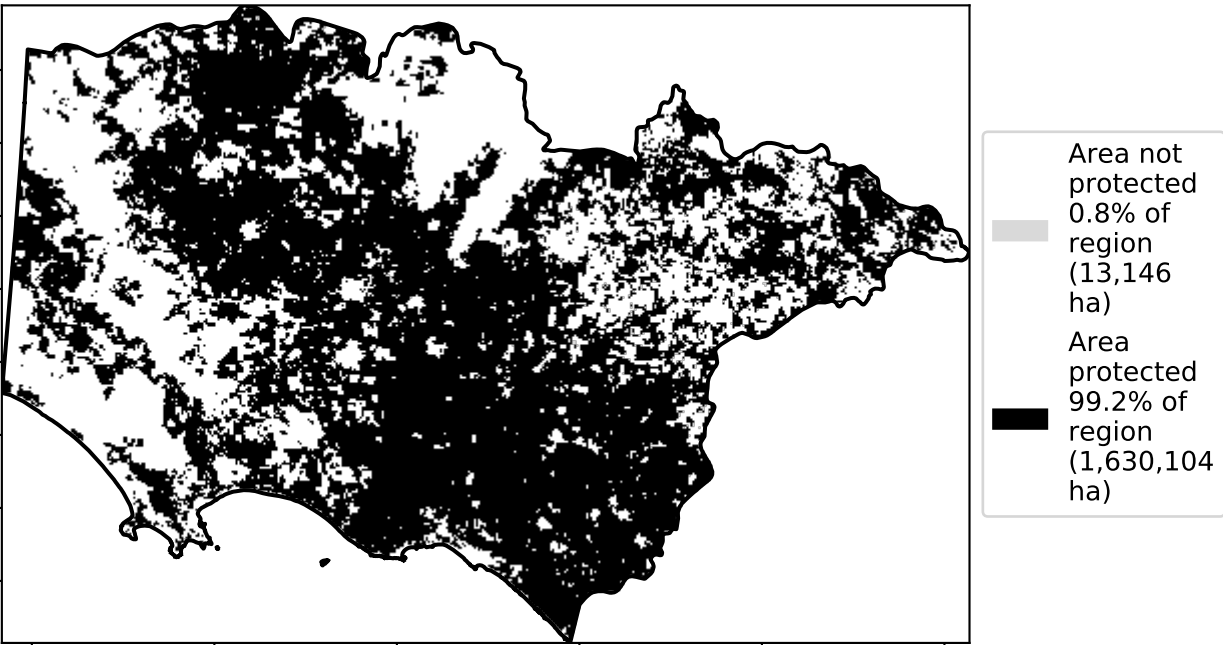 Area not
protected
0.8% of
region
(13,146
ha)
Area
protected
99.2% of
region
(1,630,104
ha)